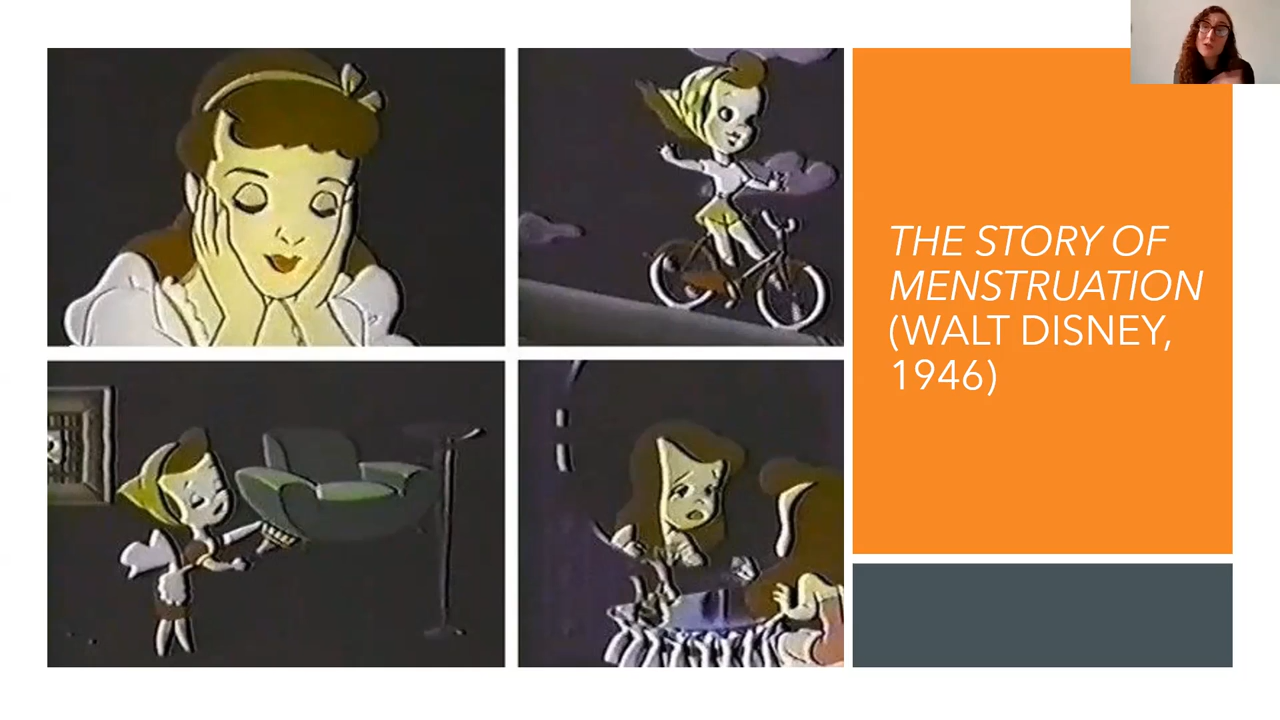 THE STORY OF
MENSTRUATION
(WALT DISNEY,
1946)